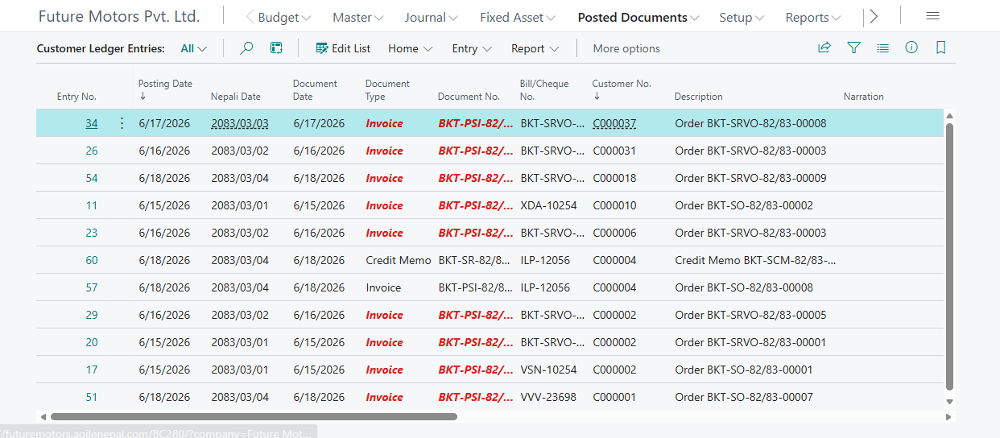 Future Motors Pvt. Ltd. Budget Master Journal Fixed Asset Posted Documents Setup Reports
Customer Ledger Entries: All Edit List Home Entry Report More options
Entry No. Posting Date ↓ Nepali Date Document Date Document Type Document No. Bill/Cheque No. Customer No. ↓ Description Narration
34 6/17/2026 2083/03/03 6/17/2026 Invoice BKT-PSI-82/... BKT-SRVO-... C000037 Order BKT-SRVO-82/83-00008
26 6/16/2026 2083/03/02 6/16/2026 Invoice BKT-PSI-82/... BKT-SRVO-... C000031 Order BKT-SRVO-82/83-00003
54 6/18/2026 2083/03/04 6/18/2026 Invoice BKT-PSI-82/... BKT-SRVO-... C000018 Order BKT-SRVO-82/83-00009
11 6/15/2026 2083/03/01 6/15/2026 Invoice BKT-PSI-82/... XDA-10254 C000010 Order BKT-SO-82/83-00002
23 6/16/2026 2083/03/02 6/16/2026 Invoice BKT-PSI-82/... BKT-SRVO-... C000006 Order BKT-SRVO-82/83-00003
60 6/18/2026 2083/03/04 6/18/2026 Credit Memo BKT-SR-82/8... ILP-12056 C000004 Credit Memo BKT-SCM-82/83-...
57 6/18/2026 2083/03/04 6/18/2026 Invoice BKT-PSI-82/8... ILP-12056 C000004 Order BKT-SO-82/83-00008
29 6/16/2026 2083/03/02 6/16/2026 Invoice BKT-PSI-82/... BKT-SRVO-... C000002 Order BKT-SRVO-82/83-00005
20 6/15/2026 2083/03/01 6/15/2026 Invoice BKT-PSI-82/... BKT-SRVO-... C000002 Order BKT-SRVO-82/83-00001
17 6/15/2026 2083/03/01 6/15/2026 Invoice BKT-PSI-82/... VSN-10254 C000002 Order BKT-SO-82/83-00001
51 6/18/2026 2083/03/04 6/18/2026 Invoice BKT-PSI-82/... VVV-23698 C000001 Order BKT-SO-82/83-00007
/futuremotors.agilenepal.com/BC280/?company=Future Mot...